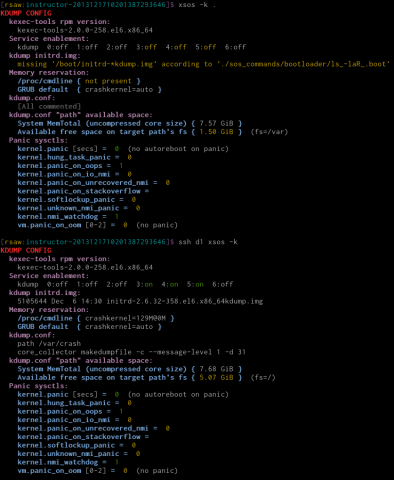 [rsaw:instructor-2013121710201387293646]$ xsos -k .
KDUMP CONFIG
kexec-tools rpm version:
kexec-tools-2.0.0-258.el6.x86_64
Service enablement:
kdump 0:off 1:off 2:off 3:off 4:off 5:off 6:off
kdump initrd.img:
missing '/boot/initrd-*kdump.img' according to './sos_commands/bootloader/ls_-laR_.boot'
Memory reservation:
/proc/cmdline { not present }
GRUB default { crashkernel=auto }
kdump.conf:
[All commented]
kdump.conf "path" available space:
System MemTotal (uncompressed core size) { 7.57 GiB }
Available free space on target path's fs { 1.50 GiB } (fs=/var)
Panic sysctls:
kernel.panic [secs] = 0 (no autoreboot on panic)
kernel.hung_task_panic = 0
kernel.panic_on_oops = 1
kernel.panic_on_io_nmi = 0
kernel.panic_on_unrecovered_nmi = 0
kernel.panic_on_stackoverflow =
kernel.softlockup_panic = 0
kernel.unknown_nmi_panic = 0
kernel.nmi_watchdog = 1
vm.panic_on_oom [0-2] = 0 (no panic)
[rsaw:instructor-2013121710201387293646]$ ssh d1 xsos -k
KDUMP CONFIG
kexec-tools rpm version:
kexec-tools-2.0.0-258.el6.x86_64
Service enablement:
kdump 0:off 1:off 2:off 3:on 4:on 5:on 6:off
kdump initrd.img:
5105644 Dec 6 14:30 initrd-2.6.32-358.el6.x86_64kdump.img
Memory reservation:
/proc/cmdline { crashkernel=129M@0M }
GRUB default { crashkernel=auto }
kdump.conf:
path /var/crash
core_collector makedumpfile -c --message-level 1 -d 31
kdump.conf "path" available space:
System MemTotal (uncompressed core size) { 7.68 GiB }
Available free space on target path's fs { 5.07 GiB } (fs=/)
Panic sysctls:
kernel.panic [secs] = 0 (no autoreboot on panic)
kernel.hung_task_panic = 0
kernel.panic_on_oops = 1
kernel.panic_on_io_nmi = 0
kernel.panic_on_unrecovered_nmi = 0
kernel.panic_on_stackoverflow =
kernel.softlockup_panic = 0
kernel.unknown_nmi_panic = 0
kernel.nmi_watchdog = 1
vm.panic_on_oom [0-2] = 0 (no panic)